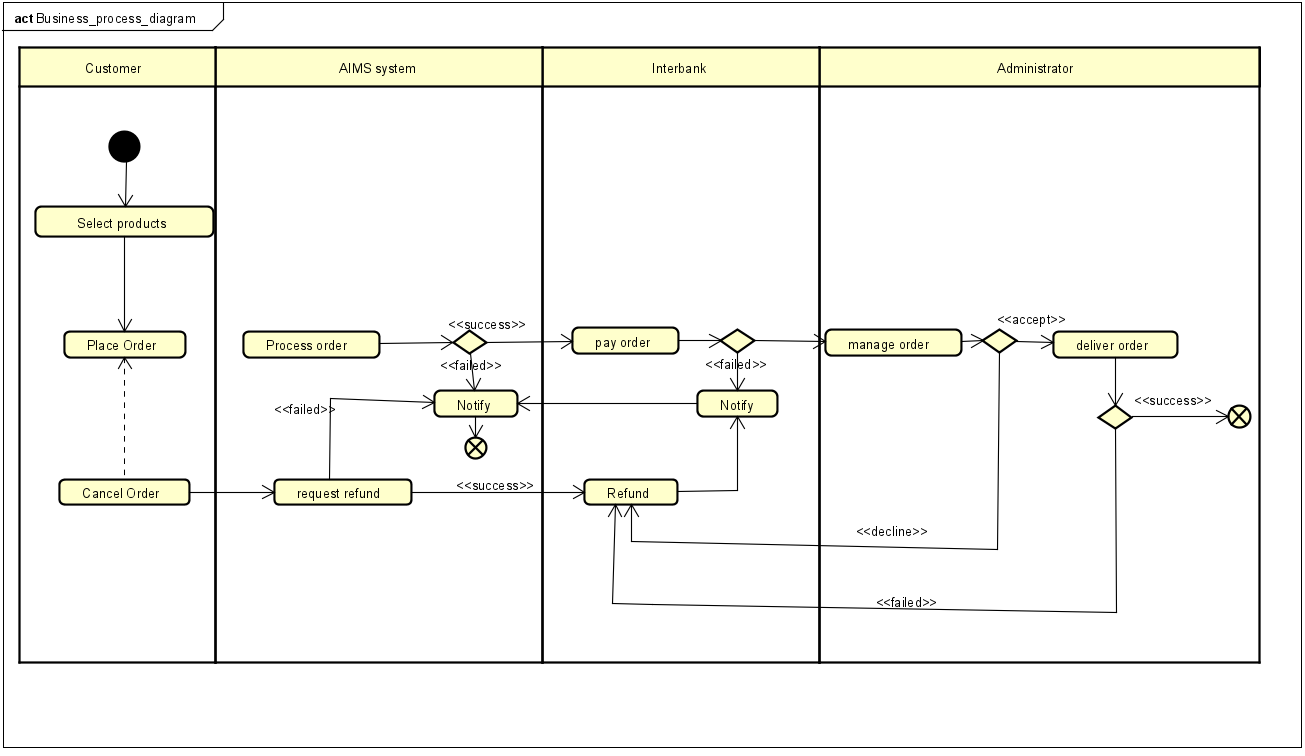 act Business_process_diagram
Customer
AIMS system
Interbank
Administrator
Select products
Place Order
Cancel Order
Process order
<<success>>
<<failed>>
Notify
<<failed>>
request refund
<<success>>
pay order
<<failed>>
Notify
Refund
manage order
<<accept>>
deliver order
<<success>>
<<decline>>
<<failed>>